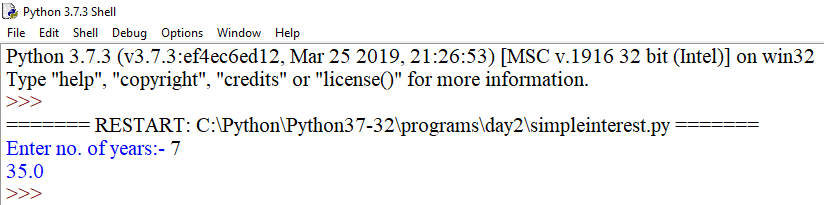 Python 3.7.3 Shell
File Edit Shell Debug Options Window Help
Python 3.7.3 (v3.7.3:ef4ec6ed12, Mar 25 2019, 21:26:53) [MSC v.1916 32 bit (Intel)] on win32
Type "help", "copyright", "credits" or "license()" for more information.
>>>
======= RESTART: C:\Python\Python37-32\programs\day2\simpleinterest.py =======
Enter no. of years:- 7
35.0
>>>